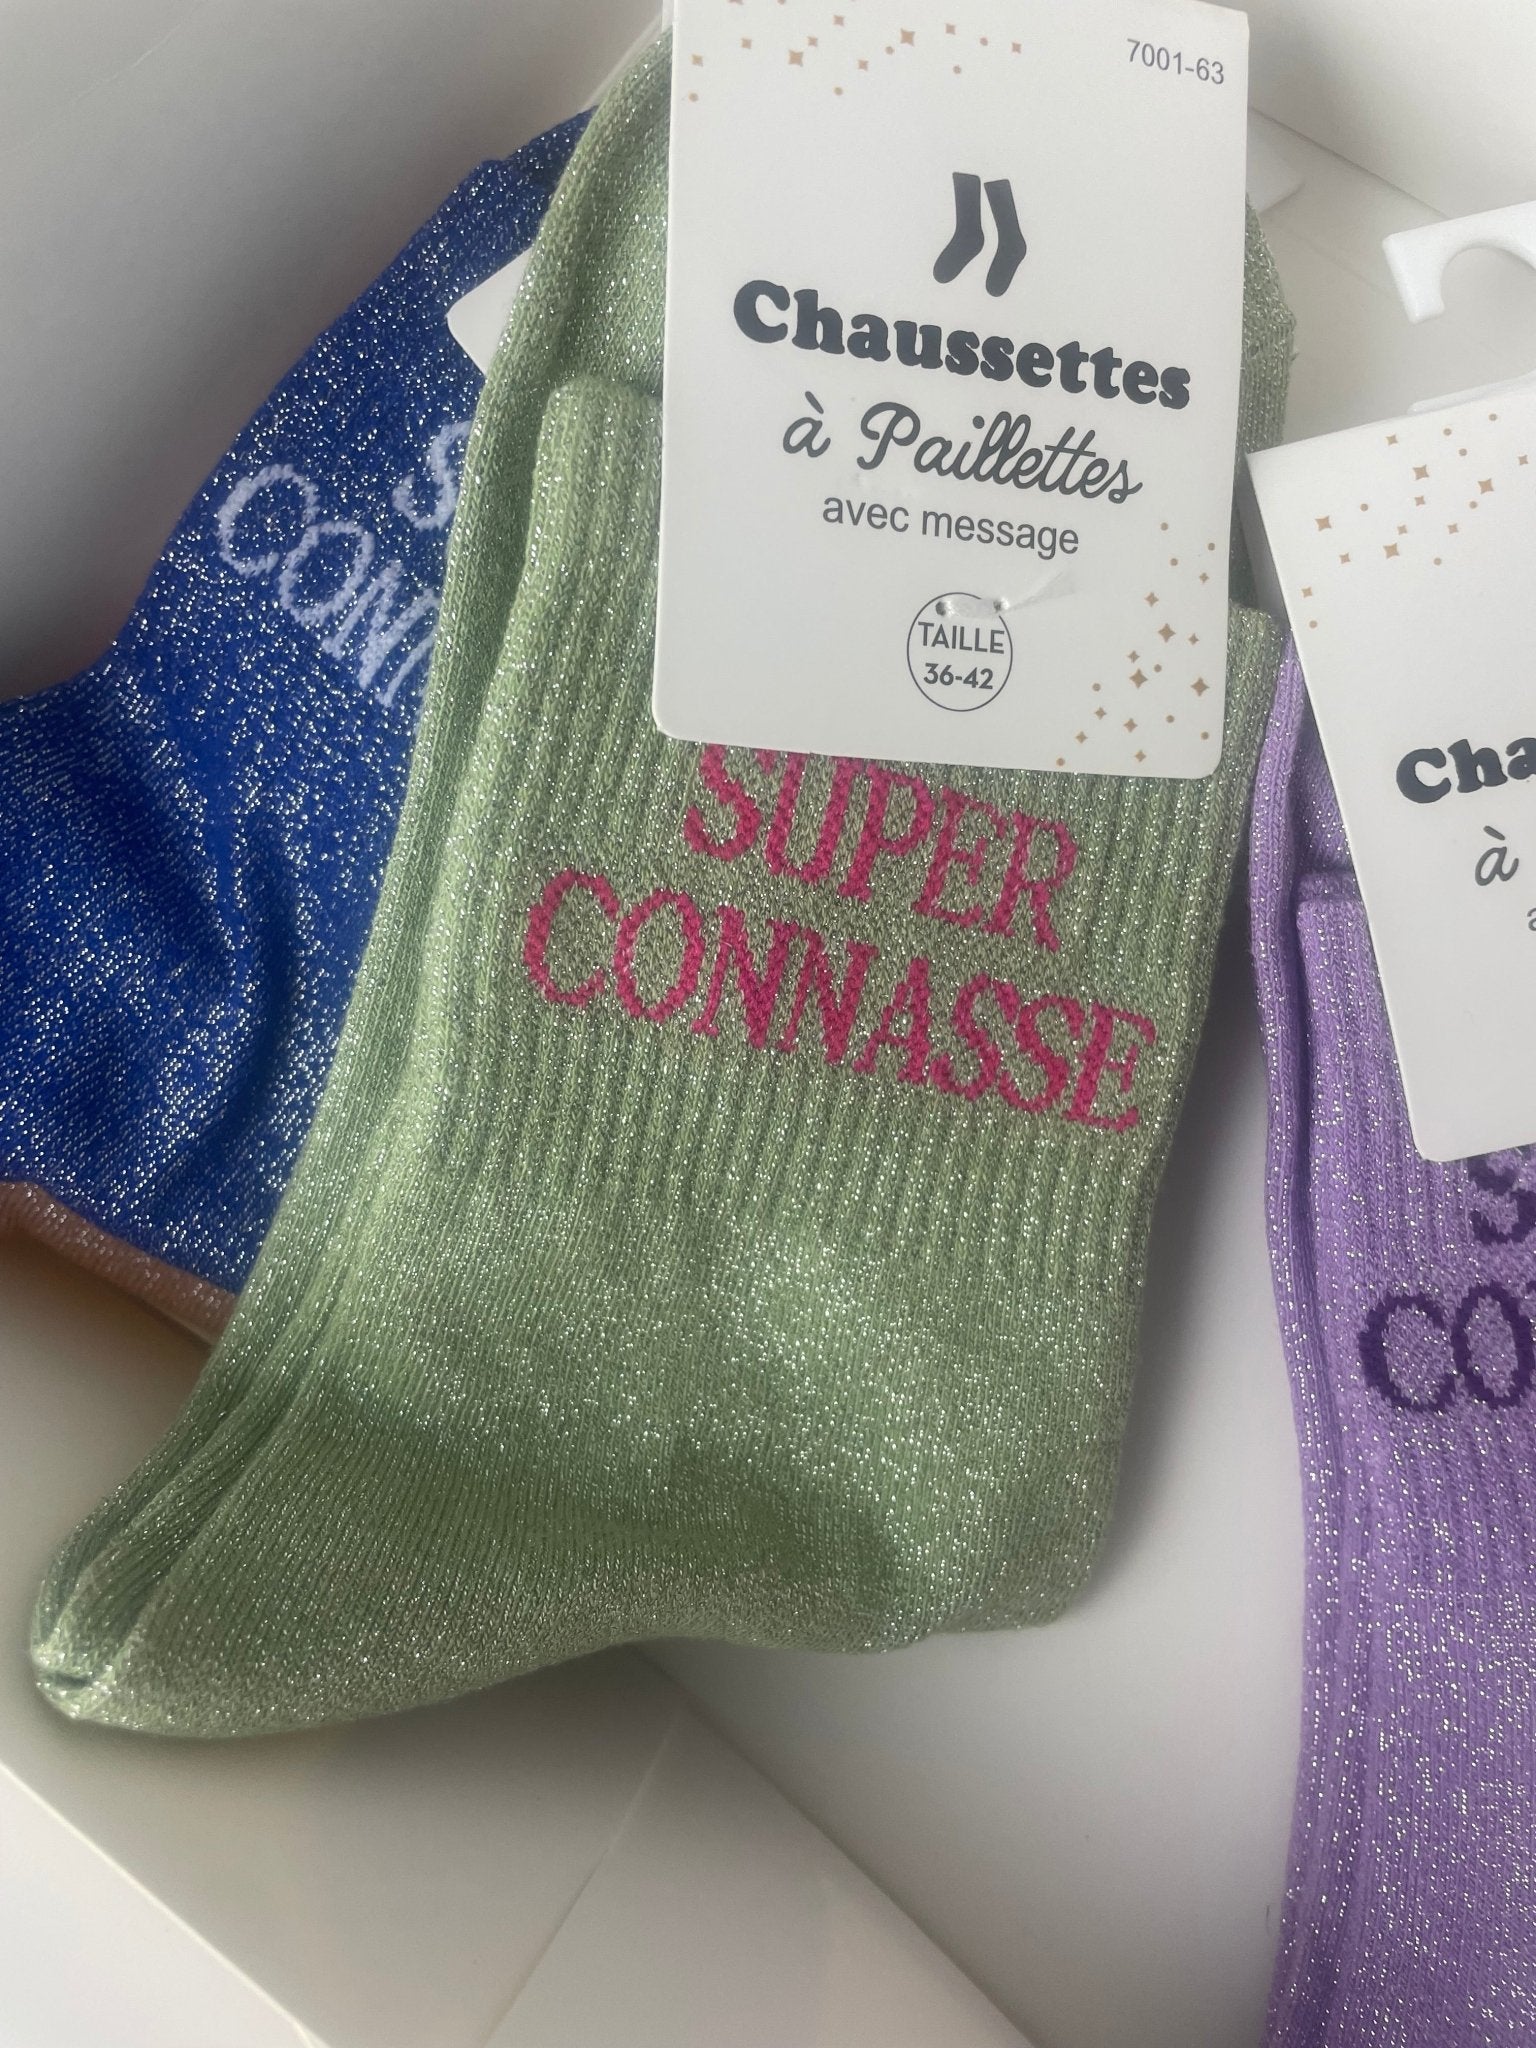 7001-63
Chaussettes
à Paillettes
avec message
TAILLE
36-42
SUPER
CONNASSE